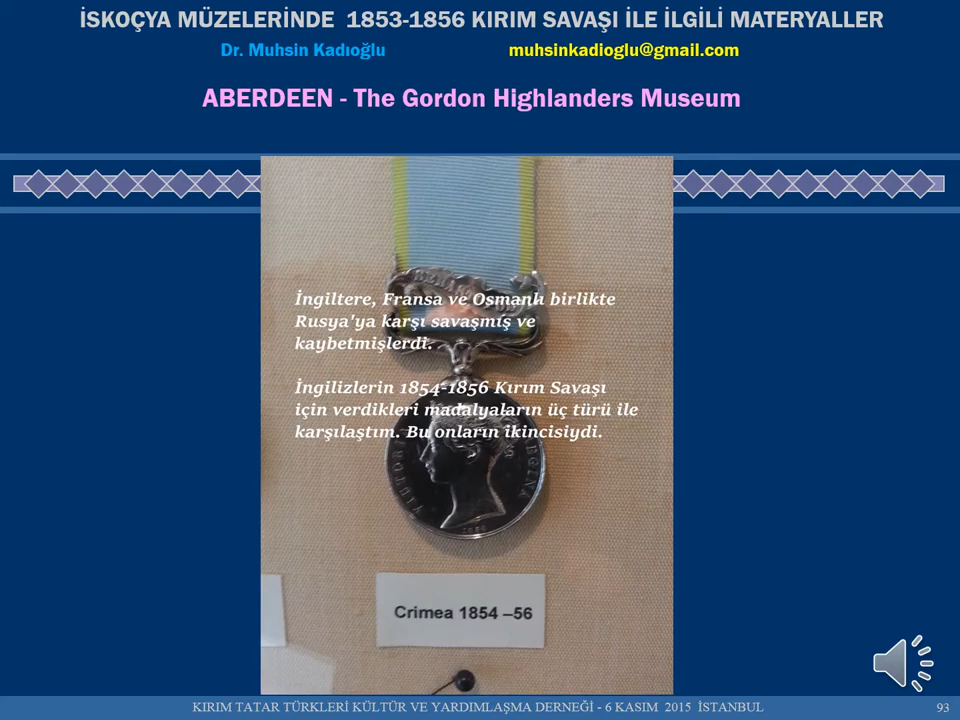 İSKOÇYA MÜZELERİNDE 1853-1856 KIRIM SAVAŞI İLE İLGİLİ MATERYALLER
Dr. Muhsin Kadıoğlu muhsinkadioglu@gmail.com
ABERDEEN - The Gordon Highlanders Museum
İngiltere, Fransa ve Osmanlı birlikte
Rusya'ya karşı savaşmış ve
kaybetmişlerdi.
İngilizlerin 1854-1856 Kırım Savaşı
için verdikleri madalyaların üç türü ile
karşılaştım. Bu onların ikincisiydi.
Crimea 1854 –56
KIRIM TATAR TÜRKLERİ KÜLTÜR VE YARDIMLAŞMA DERNEĞİ - 6 KASIM 2015 İSTANBUL
93